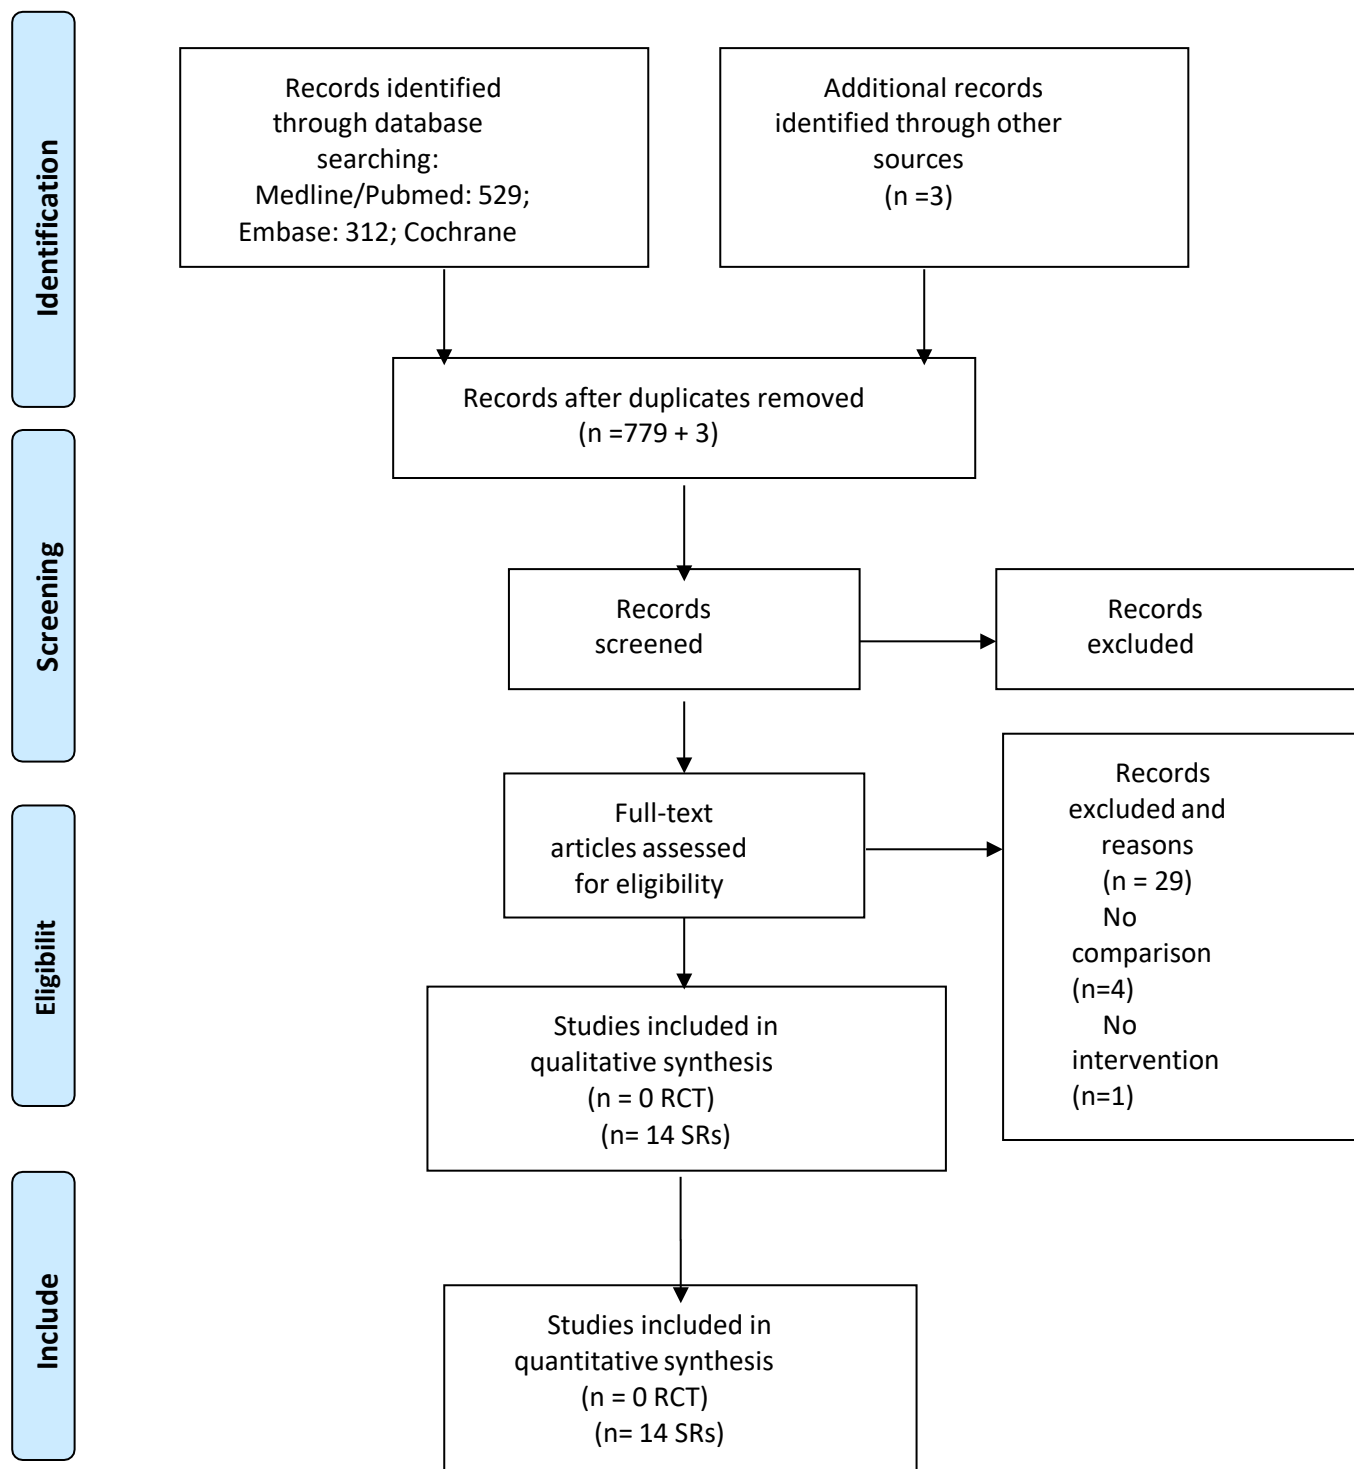 Identification
Records identified
through database
searching:
Medline/Pubmed: 529;
Embase: 312; Cochrane
Additional records
identified through other
sources
(n =3)
Records after duplicates removed
(n =779 + 3)
Screening
Records
screened
Records
excluded
Eligibilit
Full-text
articles assessed
for eligibility
Records
excluded and
reasons
(n = 29)
No
comparison
(n=4)
No
intervention
(n=1)
Studies included in
qualitative synthesis
(n = 0 RCT)
(n= 14 SRs)
Include
Studies included in
quantitative synthesis
(n = 0 RCT)
(n= 14 SRs)